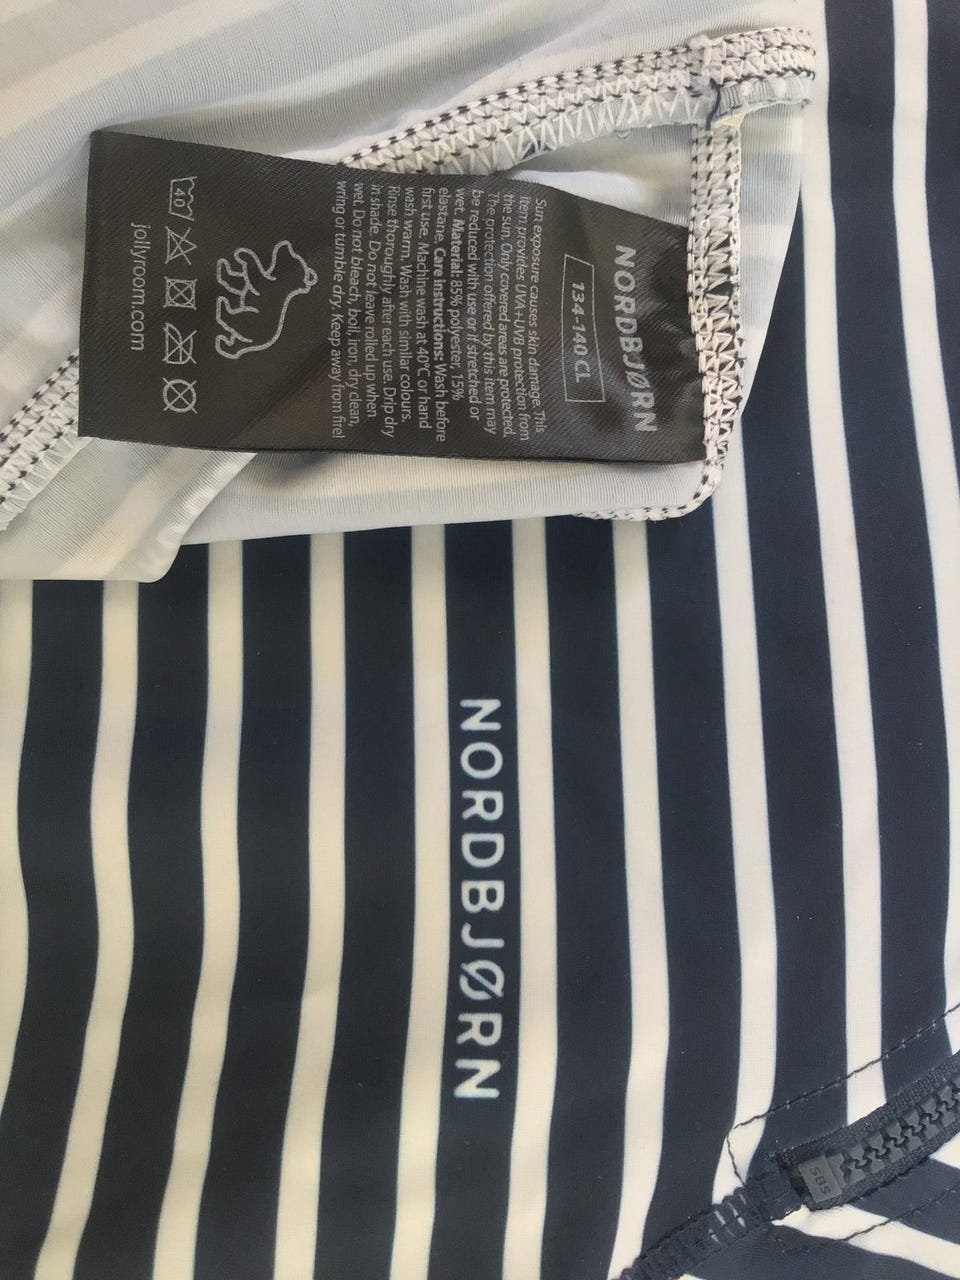 NORDBJØRN
134-140 CL
Sun exposure causes skin damage. This
item provides UVA+UVB protection from
the sun. Only covered areas are protected.
The protection offered by this item may
be reduced with use or if stretched or
wet. Material: 85% polyester, 15%
elastane. Care Instructions: Wash before
first use. Machine wash at 40°C or hand
wash warm. Wash with similar colours.
Rinse thoroughly after each use. Drip dry
in shade. Do not leave rolled up when
wet. Do not bleach, boil, iron, dry clean,
wring or tumble dry. Keep away from fire!
40
jollyroom.com
NORDBJØRN
SBS